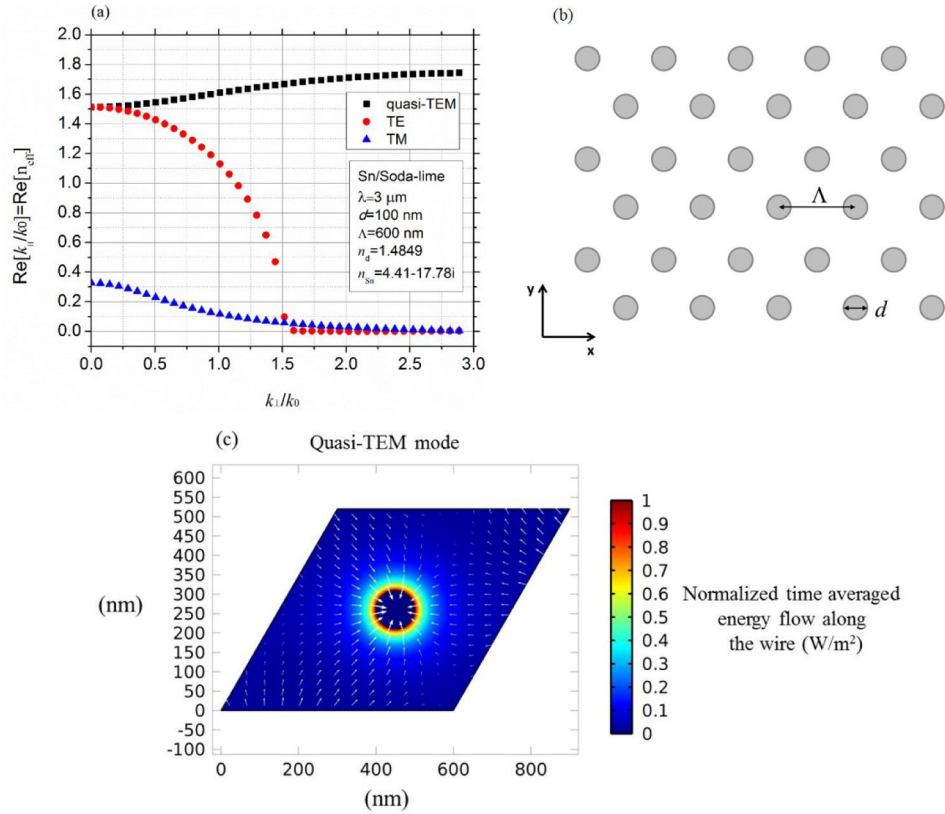 (a)
2.0
1.8
1.6
1.4
1.2
1.0
0.8
0.6
0.4
0.2
0.0
Re[k||/k0]=Re[neff]
quasi-TEM
TE
TM
Sn/Soda-lime
λ=3 μm
d=100 nm
Λ=600 nm
nd=1.4849
nSn=4.41-17.78i
0.0 0.5 1.0 1.5 2.0 2.5 3.0
k⊥/k0
(b)
Λ
y
x
d
(c)
Quasi-TEM mode
600
550
500
450
400
350
300
250
200
150
100
50
0
-50
-100
(nm)
0 200 400 600 800
(nm)
1
0.9
0.8
0.7
0.6
0.5
0.4
0.3
0.2
0.1
0
Normalized time averaged
energy flow along
the wire (W/m²)